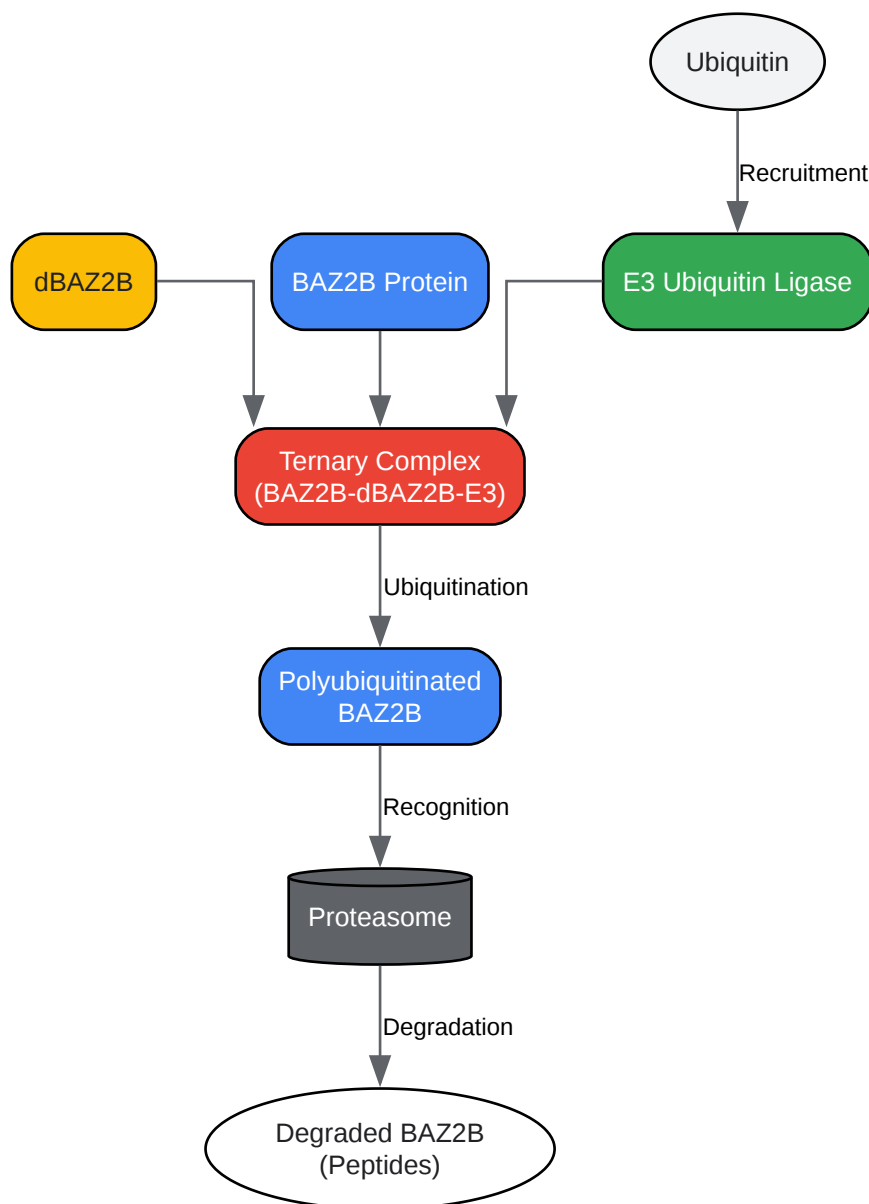 Ubiquitin
Recruitment
dBAZ2B
BAZ2B Protein
E3 Ubiquitin Ligase
Ternary Complex
(BAZ2B-dBAZ2B-E3)
Ubiquitination
Polyubiquitinated
BAZ2B
Recognition
Proteasome
Degradation
Degraded BAZ2B
(Peptides)